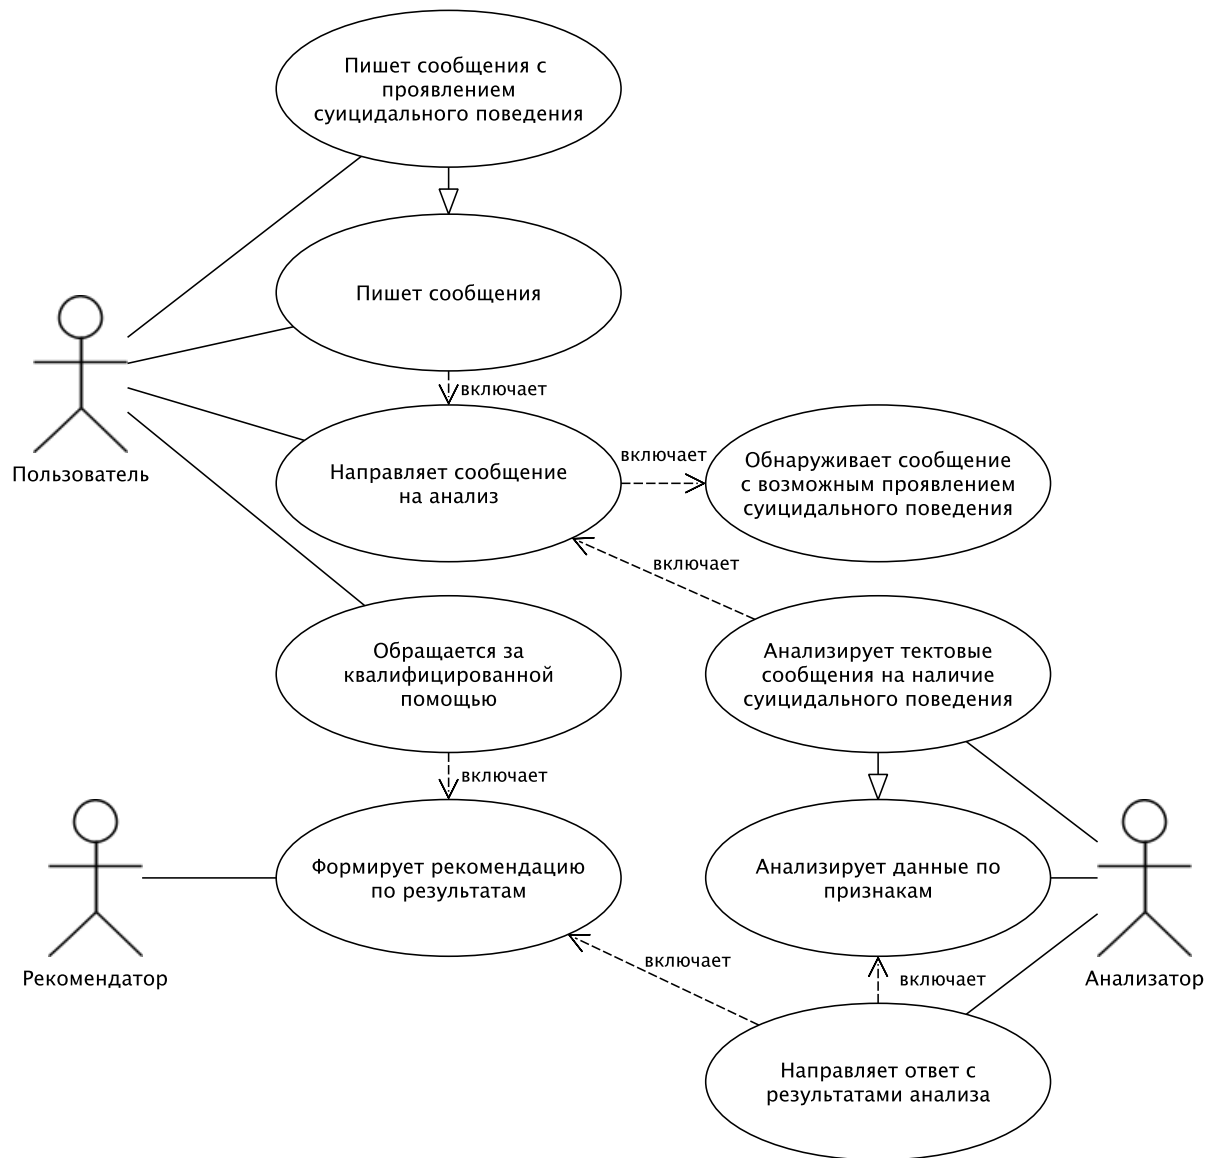 Пишет сообщения с
проявлением
суицидального поведения
Пишет сообщения
Пользователь
включает
Направляет сообщение
на анализ
включает
Обнаруживает сообщение
с возможным проявлением
суицидального поведения
включает
Обращается за
квалифицированной
помощью
Анализирует тектовые
сообщения на наличие
суицидального поведения
включает
Рекомендатор
Формирует рекомендацию
по результатам
Анализирует данные по
признакам
Анализатор
включает
включает
Направляет ответ с
результатами анализа